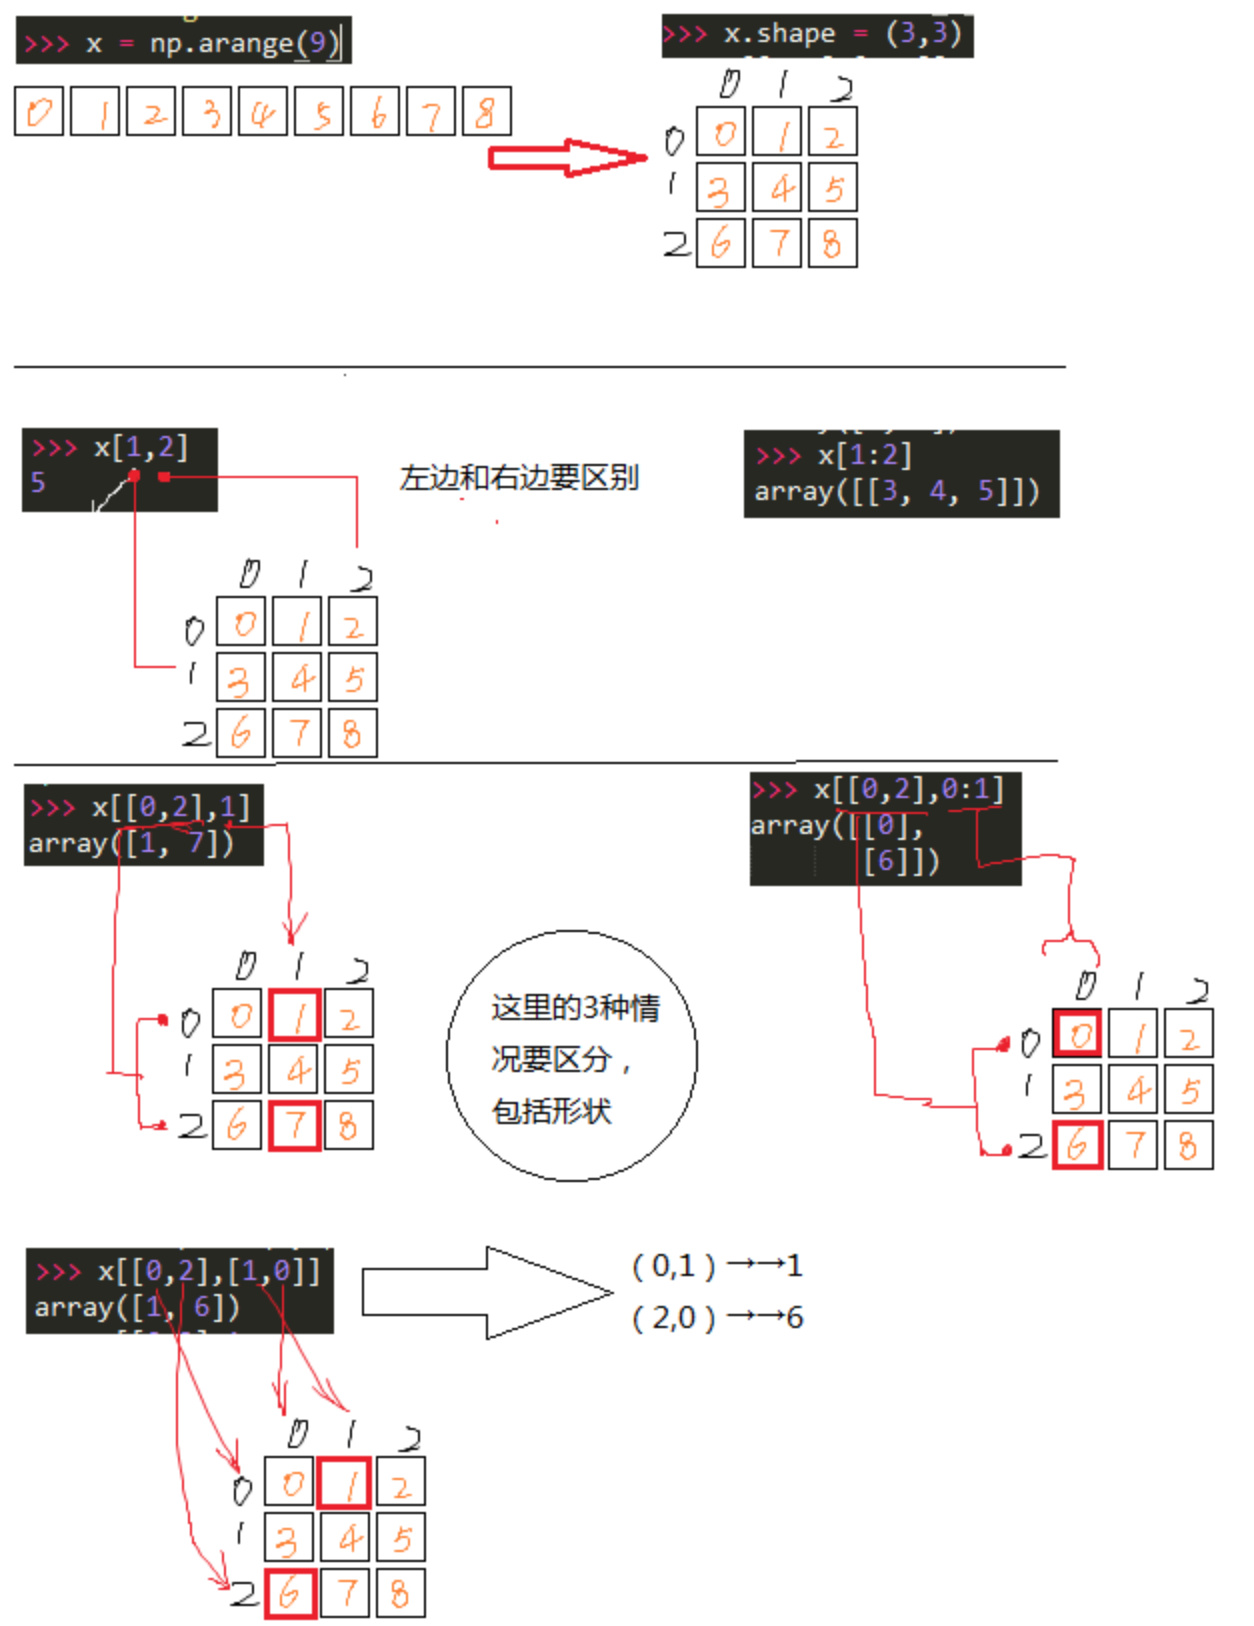 >>> x = np.arange(9)
0 1 2 3 4 5 6 7 8
>>> x.shape = (3,3)
0 1 2
0 0 1 2
1 3 4 5
2 6 7 8
>>> x[1,2]
5
左边和右边要区别
>>> x[1:2]
array([[3, 4, 5]])
0 1 2
0 0 1 2
1 3 4 5
2 6 7 8
>>> x[[0,2],1]
array([1, 7])
0 1 2
0 0 1 2
1 3 4 5
2 6 7 8
这里的3种情
况要区分，
包括形状
>>> x[[0,2],0:1]
array([[0],
[6]])
0 1 2
0 0 1 2
1 3 4 5
2 6 7 8
>>> x[[0,2],[1,0]]
array([1, 6])
（0,1）→→1
（2,0）→→6
0 1 2
0 0 1 2
1 3 4 5
2 6 7 8